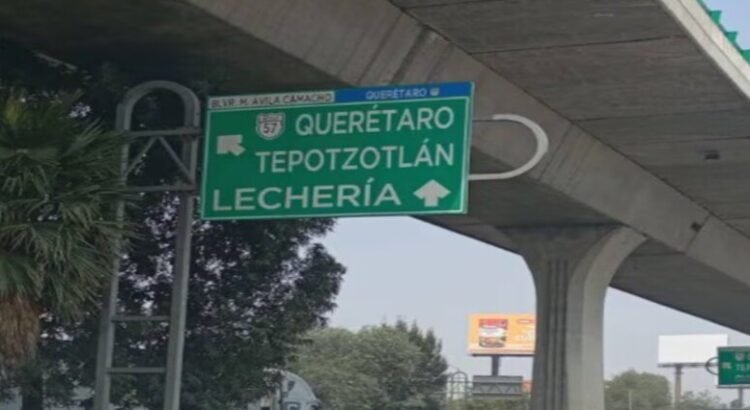 BLVR. M. AVILA CAMACHO QUERÉTARO
57 QUERÉTARO
TEPOTZOTLÁN
LECHERÍA